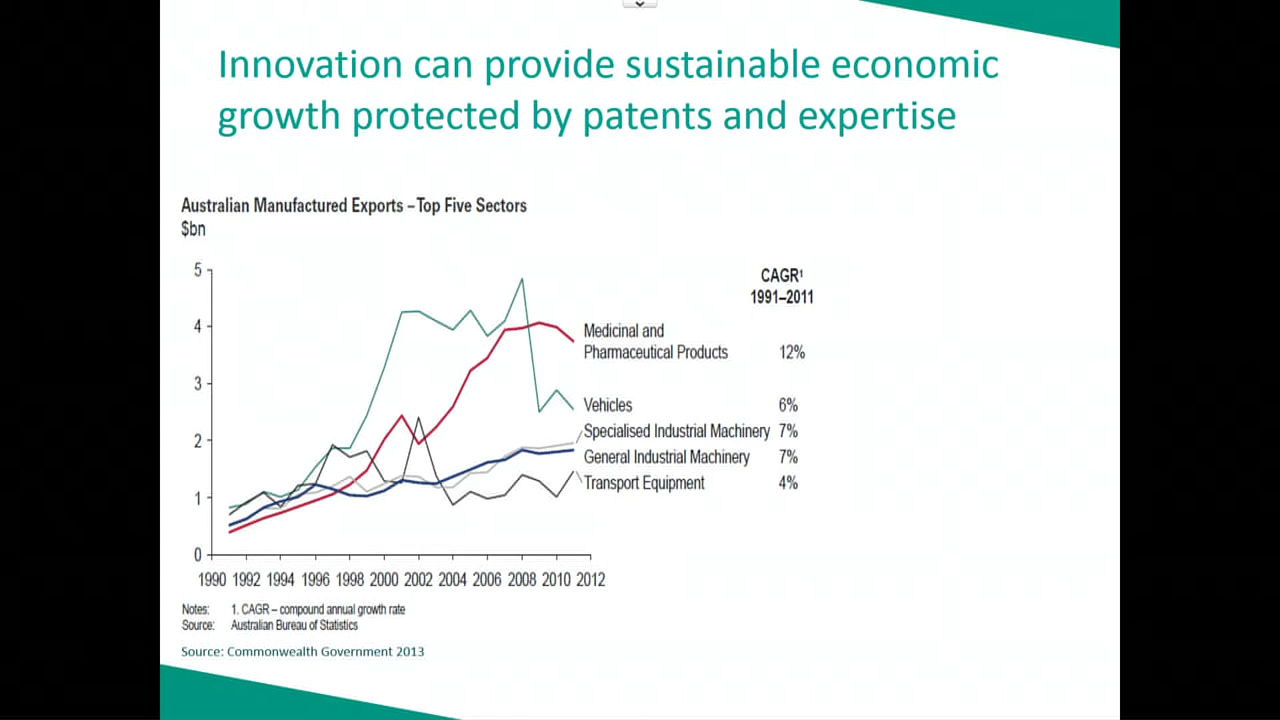 Innovation can provide sustainable economic
growth protected by patents and expertise
Australian Manufactured Exports – Top Five Sectors
$bn
5
4
3
2
1
0
1990 1992 1994 1996 1998 2000 2002 2004 2006 2008 2010 2012
CAGR¹
1991–2011
Medicinal and
Pharmaceutical Products 12%
Vehicles 6%
Specialised Industrial Machinery 7%
General Industrial Machinery 7%
Transport Equipment 4%
Notes: 1. CAGR – compound annual growth rate
Source: Australian Bureau of Statistics
Source: Commonwealth Government 2013